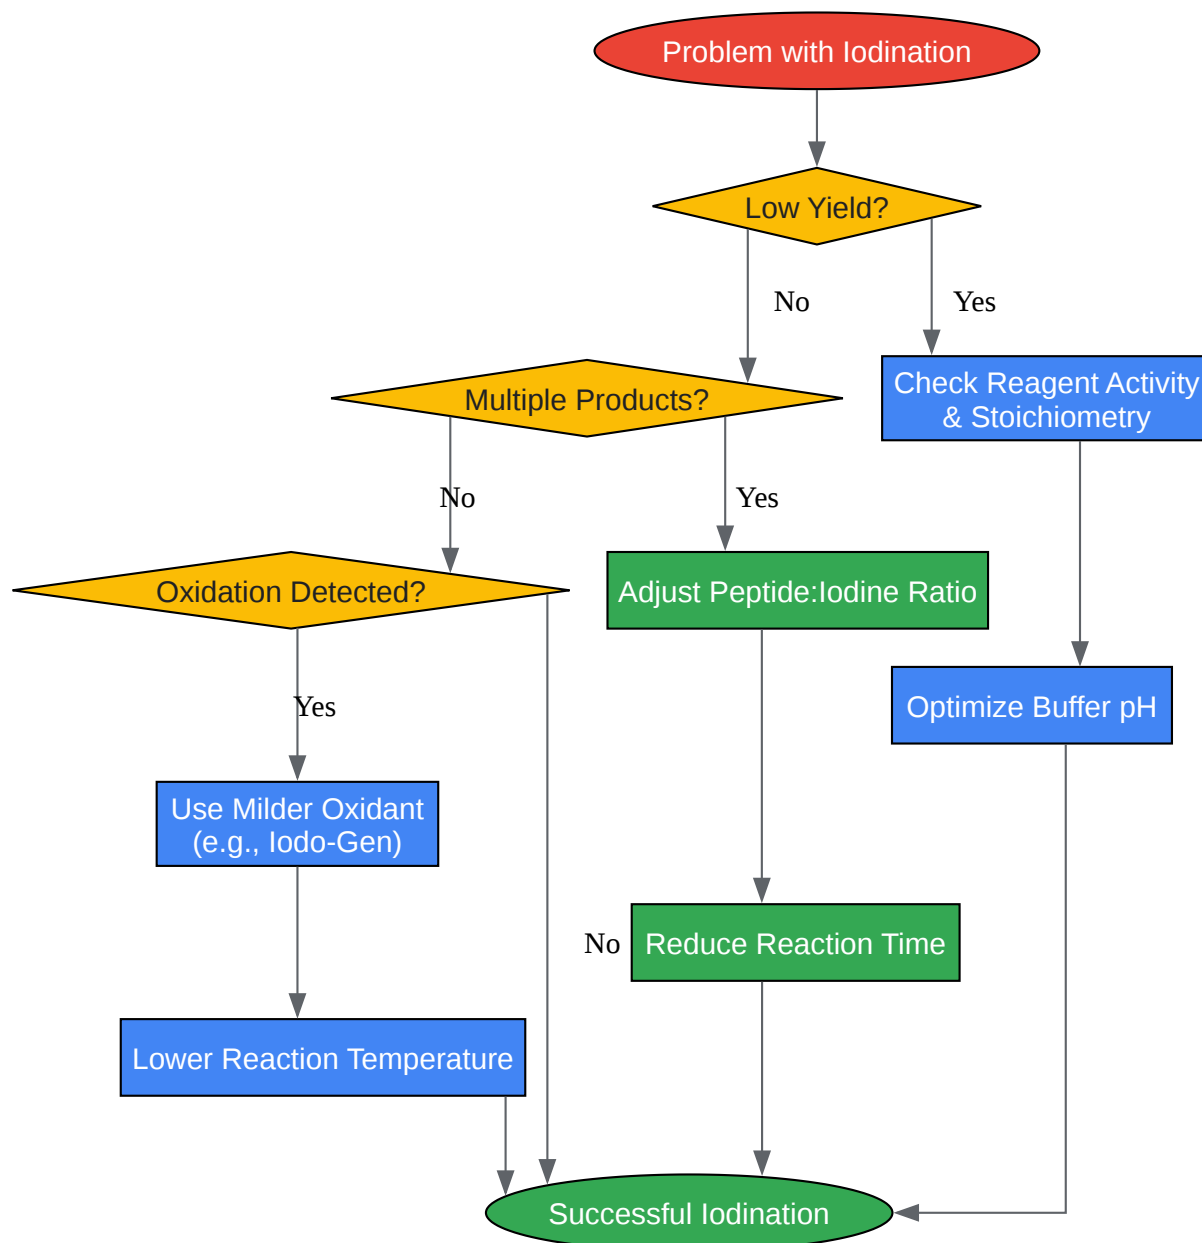 Problem with Iodination
Low Yield?
No
Yes
Check Reagent Activity
& Stoichiometry
Multiple Products?
No
Yes
Oxidation Detected?
Adjust Peptide:Iodine Ratio
Yes
Optimize Buffer pH
Use Milder Oxidant
(e.g., Iodo-Gen)
No
Reduce Reaction Time
Lower Reaction Temperature
Successful Iodination